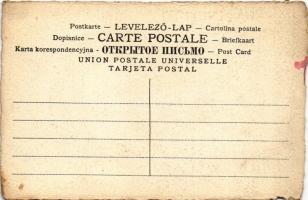 Postkarte — LEVELEZŐ-LAP — Cartolina postale
Dopisnice — CARTE POSTALE — Briefkaart
Karta korespondencyjna - ОТКРЫТОЕ ПИСЬМО — Post Card
UNION POSTALE UNIVERSELLE
TARJETA POSTAL